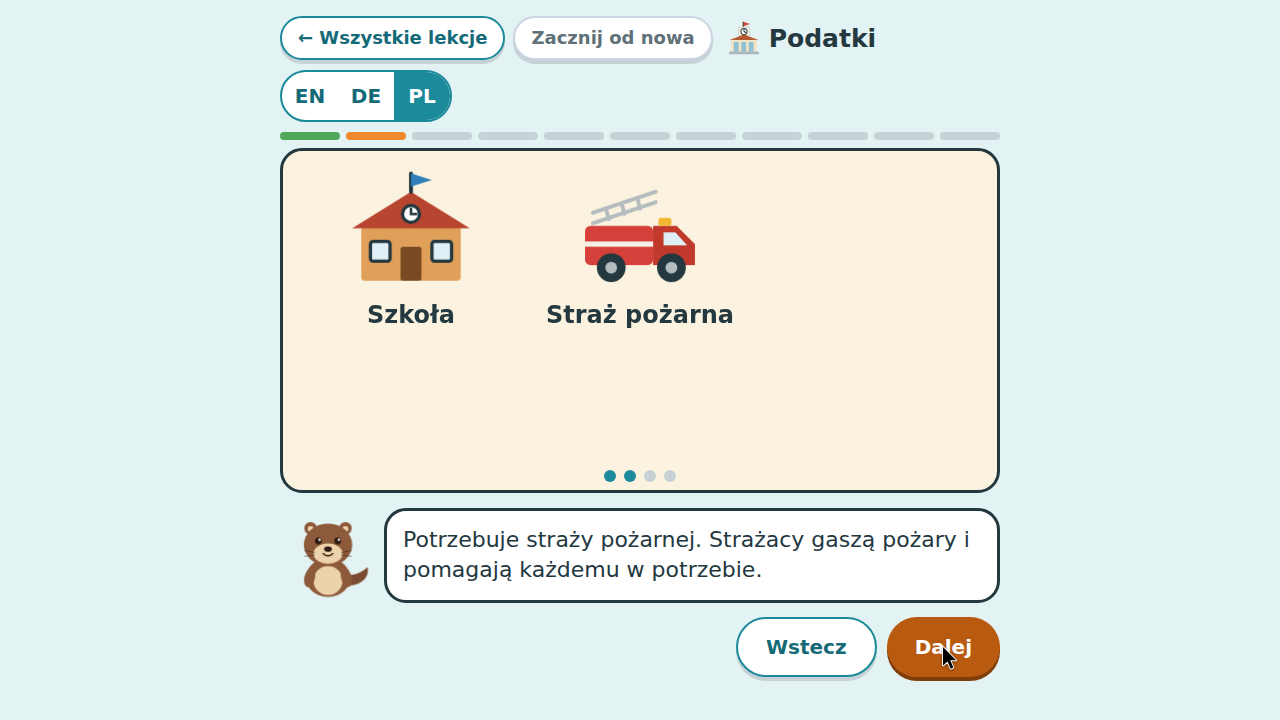 ← Wszystkie lekcje
Zacznij od nowa
Podatki
EN DE PL
Szkoła
Straż pożarna
Potrzebuje straży pożarnej. Strażacy gaszą pożary i
pomagają każdemu w potrzebie.
Wstecz
Dalej